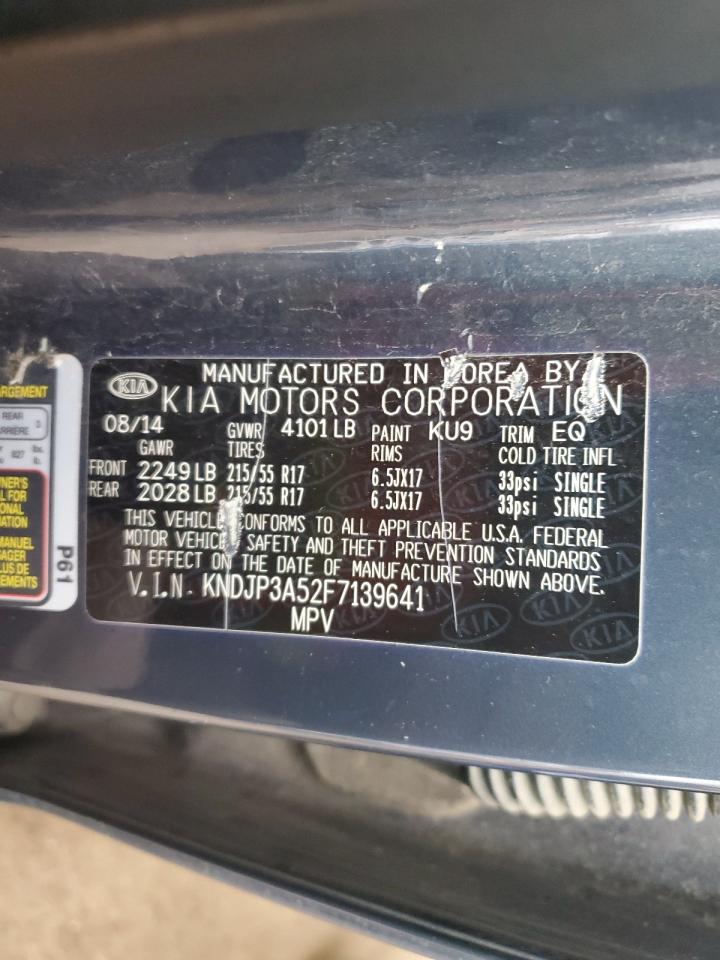 MANUFACTURED IN KOREA BY
KIA KIA MOTORS CORPORATION
08/14 GVWR 4101 LB PAINT KU9 TRIM EQ
GAWR TIRES RIMS COLD TIRE INFL
FRONT 2249 LB 215/55 R17 6.5JX17 33psi SINGLE
REAR 2028 LB 215/55 R17 6.5JX17 33psi SINGLE
THIS VEHICLE CONFORMS TO ALL APPLICABLE U.S.A. FEDERAL
MOTOR VEHICLE SAFETY AND THEFT PREVENTION STANDARDS
IN EFFECT ON THE DATE OF MANUFACTURE SHOWN ABOVE.
V.I.N. KNDJP3A52F7139641
MPV
REAR
827
P61